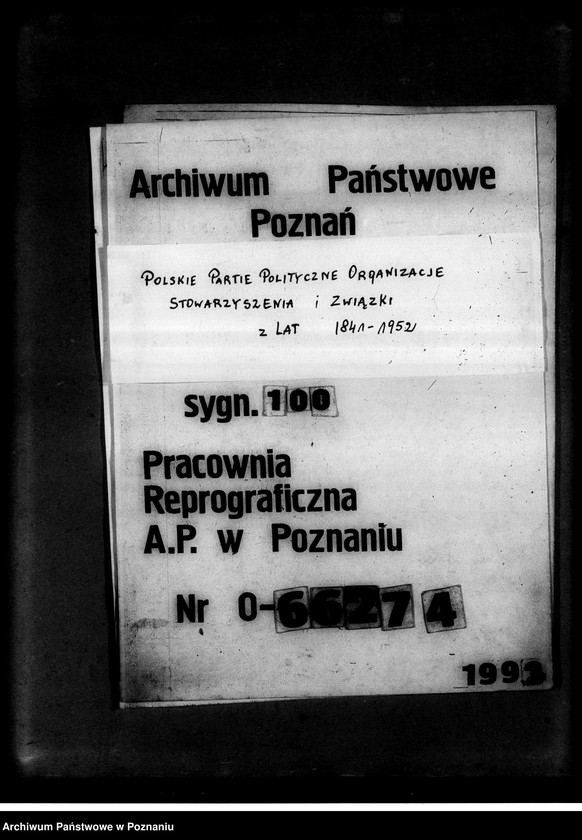 Archiwum Państwowe
Poznań
Polskie Partie Polityczne Organizacje
Stowarzyszenia i Związki
z lat 1841-1952
sygn. 100
Pracownia
Reprograficzna
A.P. w Poznaniu
Nr O-66274
1993
Archiwum Państwowe w Poznaniu